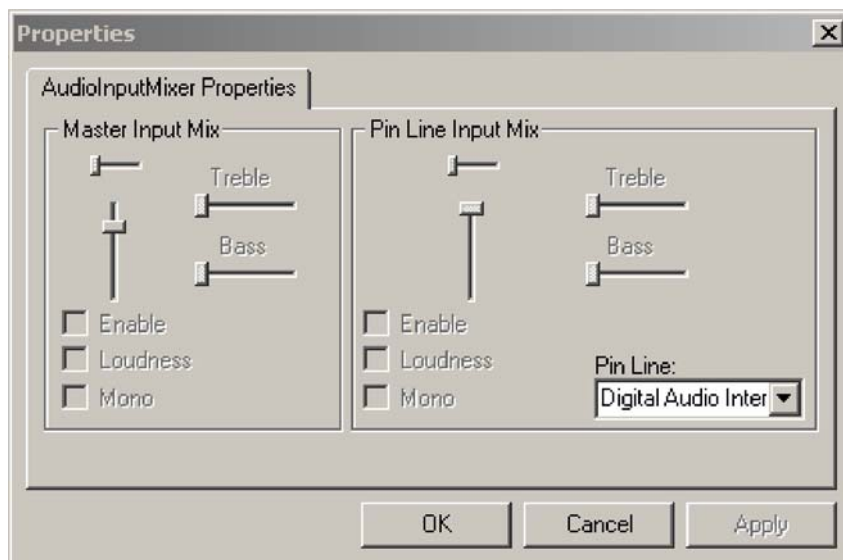 Properties
AudioInputMixer Properties
Master Input Mix
Treble
Bass
Enable
Loudness
Mono
Pin Line Input Mix
Treble
Bass
Enable
Loudness
Mono
Pin Line:
Digital Audio Inter
OK
Cancel
Apply